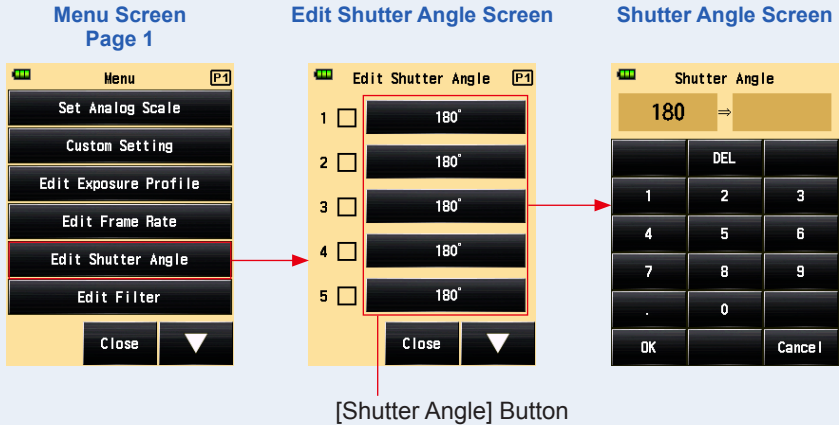 Menu Screen
Page 1
Menu P1
Set Analog Scale
Custom Setting
Edit Exposure Profile
Edit Frame Rate
Edit Shutter Angle
Edit Filter
Close
Edit Shutter Angle Screen
Edit Shutter Angle P1
1 180°
2 180°
3 180°
4 180°
5 180°
Close
[Shutter Angle] Button
Shutter Angle Screen
Shutter Angle
180 ⇒
DEL
1 2 3
4 5 6
7 8 9
. 0
OK Cancel